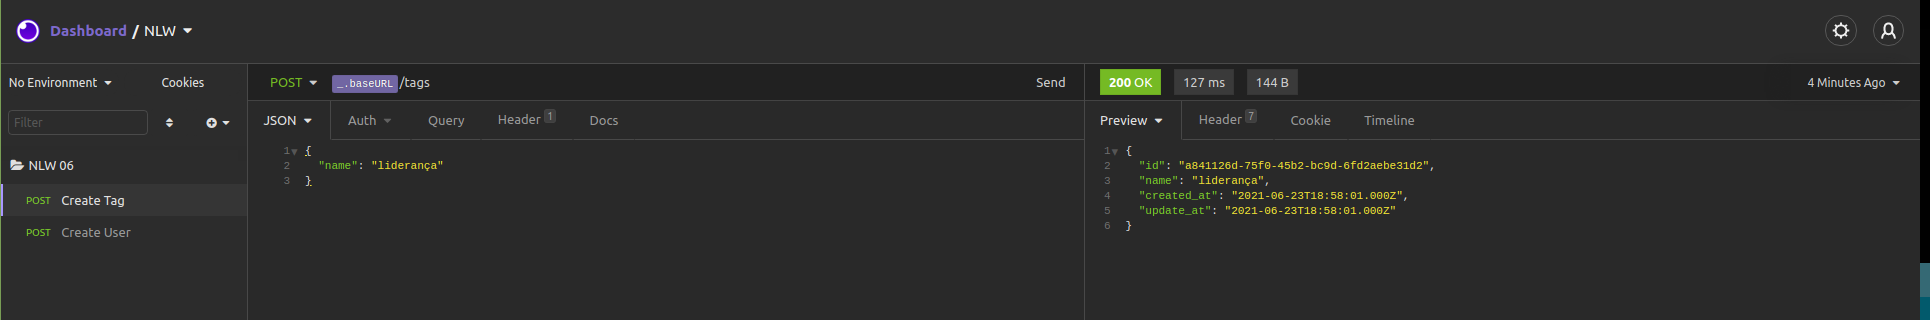 Dashboard / NLW
No Environment
Cookies
Filter
NLW 06
POST Create Tag
POST Create User
POST _.baseURL/tags
Send
JSON Auth Query Header 1 Docs
1 {
2 "name": "liderança"
3 }
200 OK 127 ms 144 B
4 Minutes Ago
Preview Header 7 Cookie Timeline
1 {
2 "id": "a841126d-75f0-45b2-bc9d-6fd2aebe31d2",
3 "name": "liderança",
4 "created_at": "2021-06-23T18:58:01.000Z",
5 "update_at": "2021-06-23T18:58:01.000Z"
6 }